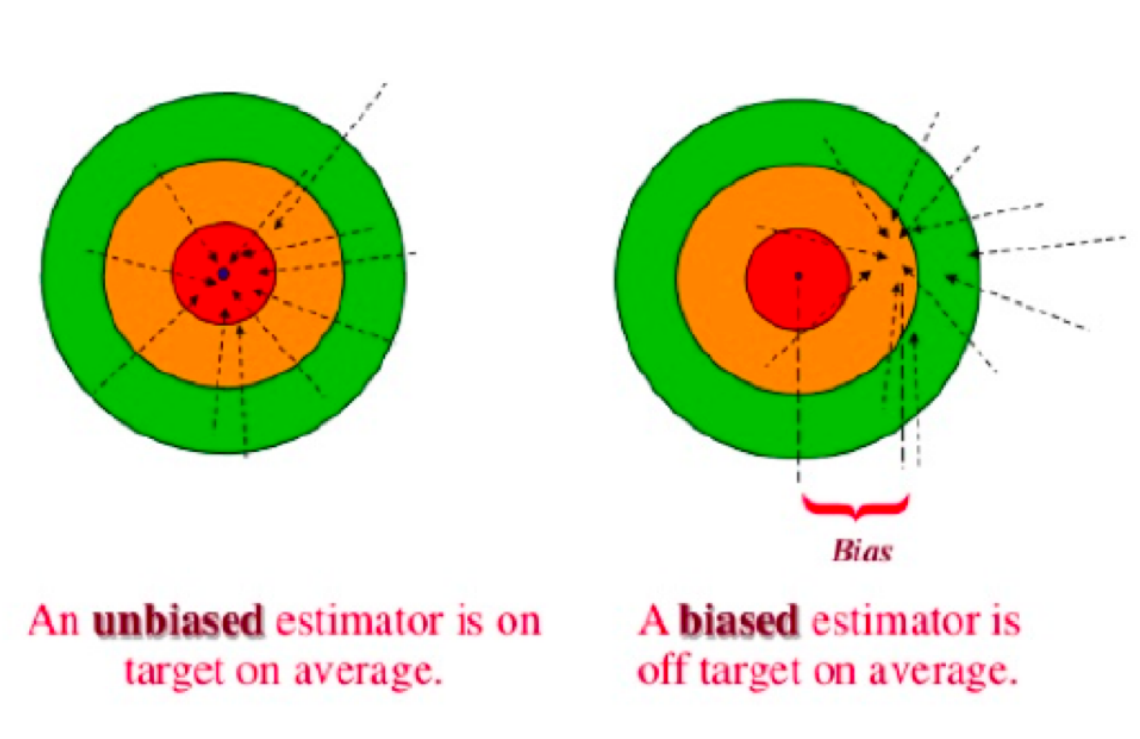 Bias
An unbiased estimator is on
target on average.
A biased estimator is
off target on average.